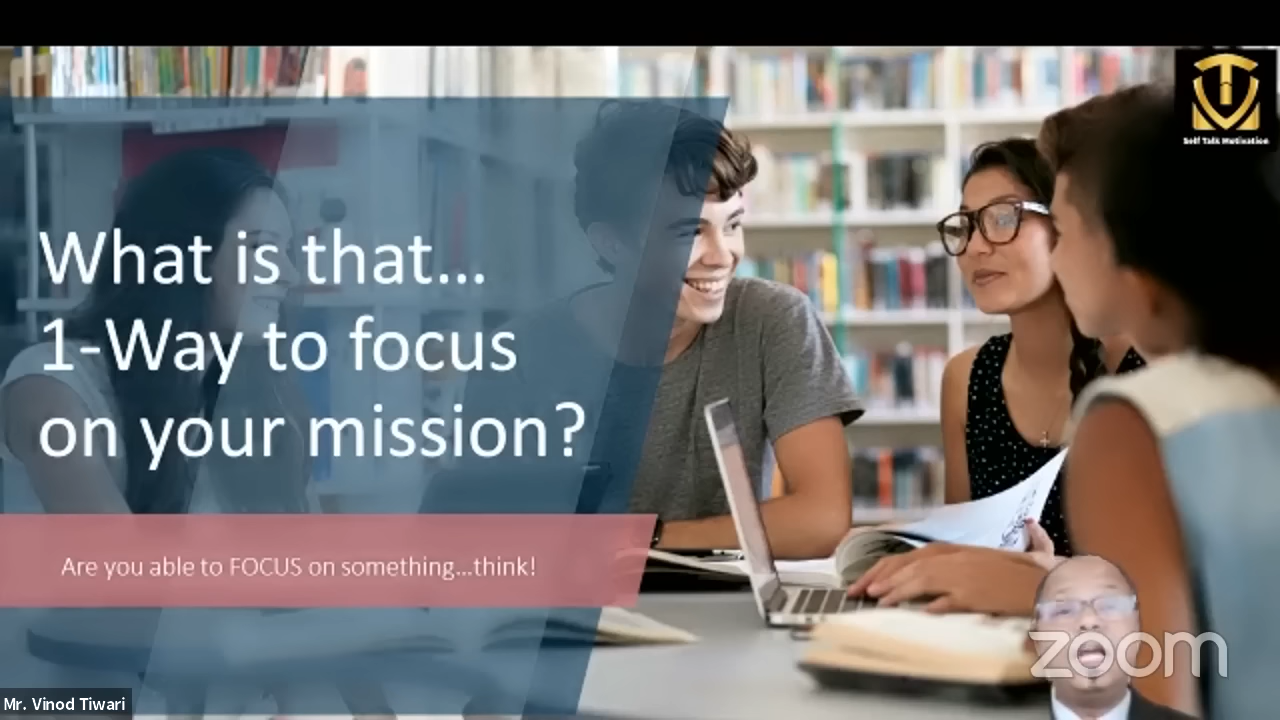 Self Talk Motivation
What is that...
1-Way to focus
on your mission?
Are you able to FOCUS on something...think!
zoom
Mr. Vinod Tiwari